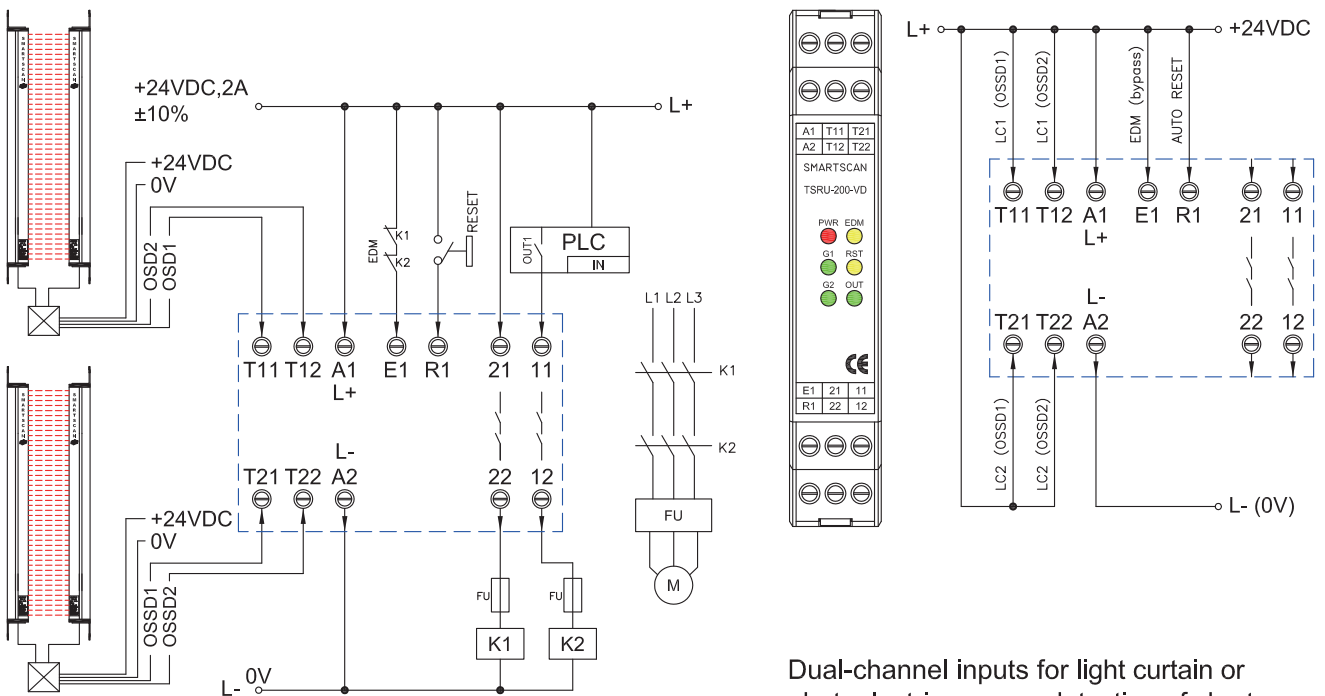 +24VDC,2A
±10%
L+
+24VDC
0V
OSD2
OSD1
EDM
K1
K2
RESET
OUT1
PLC
IN
T11 T12 A1 E1 R1 21 11
L+
L-
T21 T22 A2 22 12
+24VDC
0V
OSSD1
OSSD2
FU
FU
K1
K2
L- 0V
L1 L2 L3
K1
K2
FU
M
A1 T11 T21
A2 T12 T22
SMARTSCAN
TSRU-200-VD
PWR EDM
G1 RST
G2 OUT
CE
E1 21 11
R1 22 12
L+
+24VDC
LC1 (OSSD1)
LC1 (OSSD2)
EDM (bypass)
AUTO RESET
T11 T12 A1 E1 R1 21 11
L+
L-
T21 T22 A2 22 12
LC2 (OSSD1)
LC2 (OSSD2)
L- (0V)
SMARTSCAN
SMARTSCAN
SMARTSCAN
SMARTSCAN
Dual-channel inputs for light curtain or